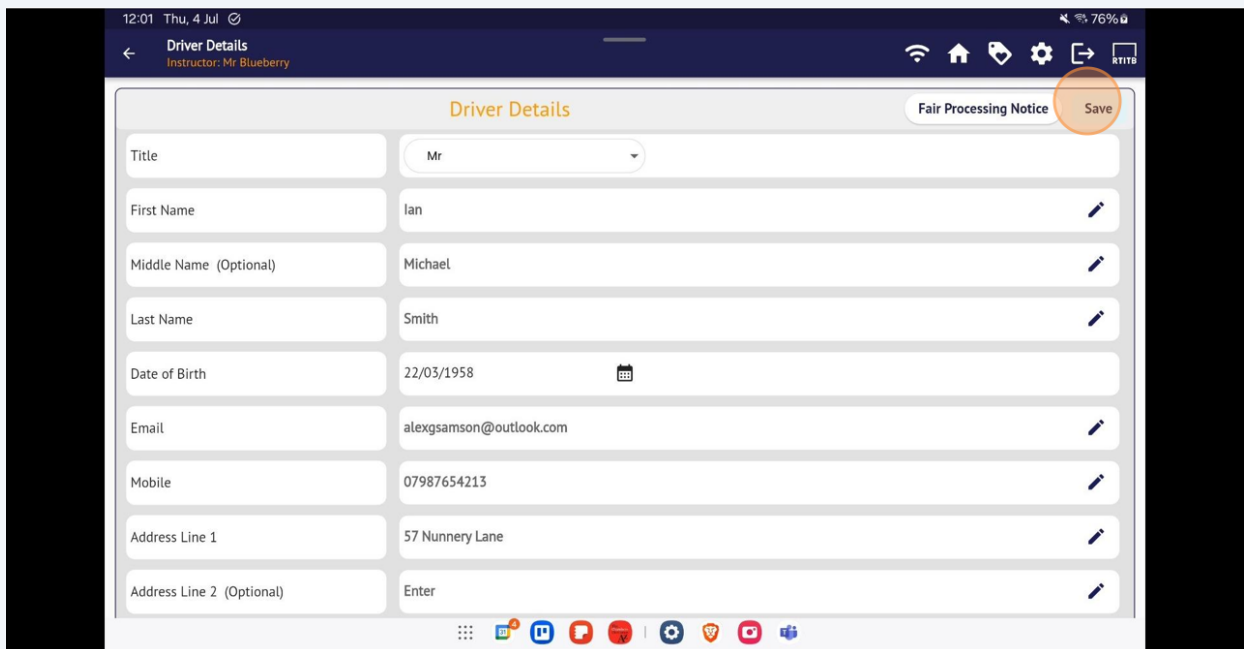 12:01 Thu, 4 Jul 76%
Driver Details
Instructor: Mr Blueberry
RTITB
Driver Details Fair Processing Notice Save
Title Mr
First Name Ian
Middle Name (Optional) Michael
Last Name Smith
Date of Birth 22/03/1958
Email alexgsamson@outlook.com
Mobile 07987654213
Address Line 1 57 Nunnery Lane
Address Line 2 (Optional) Enter
4